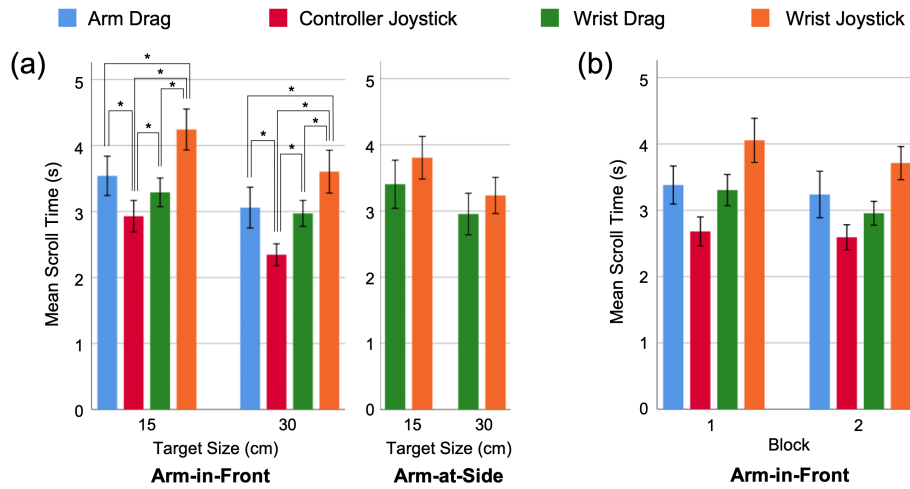 Arm Drag Controller Joystick Wrist Drag Wrist Joystick
(a)
Mean Scroll Time (s)
5
4
3
2
1
0
* * * * *
* * * * *
15 30
Target Size (cm)
Arm-in-Front
5
4
3
2
1
0
15 30
Target Size (cm)
Arm-at-Side
(b)
Mean Scroll Time (s)
5
4
3
2
1
0
1 2
Block
Arm-in-Front